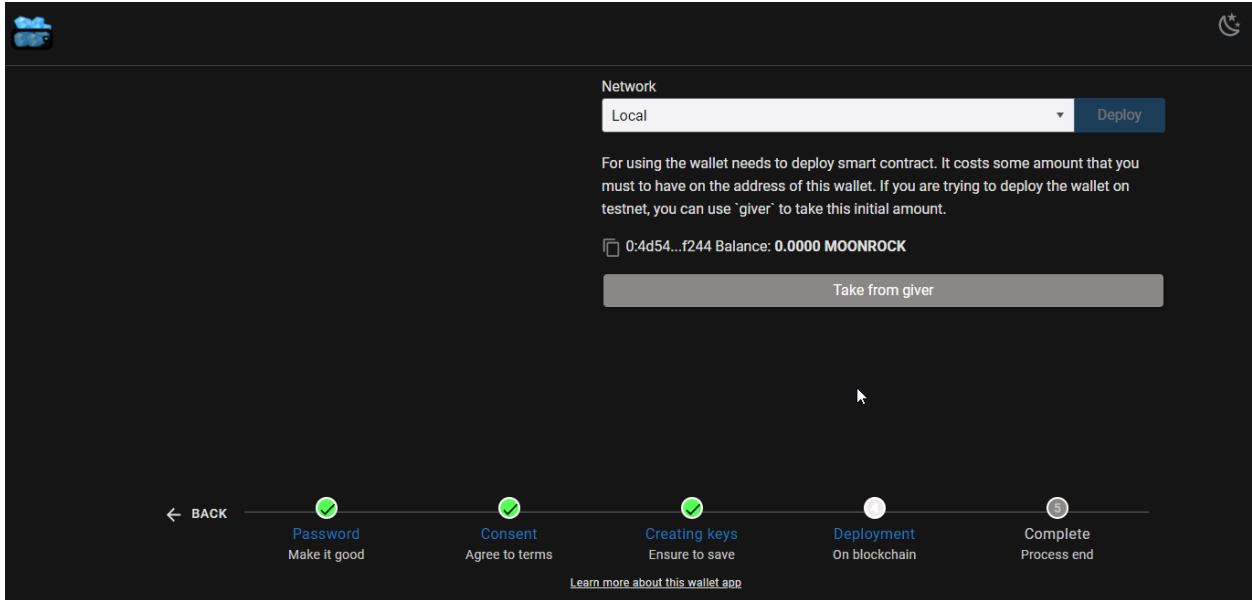 Network
Local
Deploy
For using the wallet needs to deploy smart contract. It costs some amount that you
must to have on the address of this wallet. If you are trying to deploy the wallet on
testnet, you can use `giver` to take this initial amount.
0:4d54...f244 Balance: 0.0000 MOONROCK
Take from giver
BACK
Password
Make it good
Consent
Agree to terms
Creating keys
Ensure to save
4
Deployment
On blockchain
5
Complete
Process end
Learn more about this wallet app